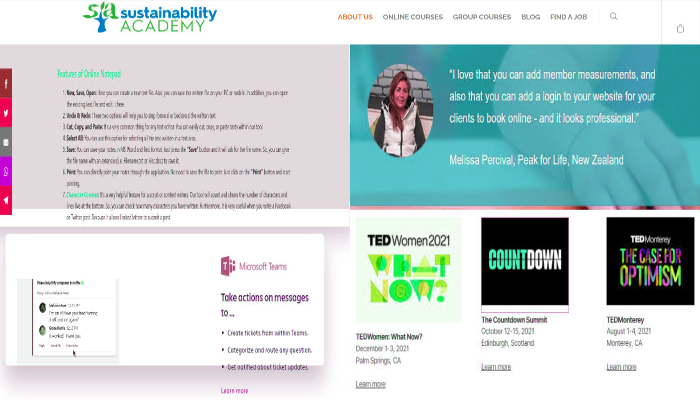 sustainability
ACADEMY
ABOUT US ONLINE COURSES GROUP COURSES BLOG FIND A JOB
Features of Online Notepad
1. New, Save, Open: Here you can create a new text file. Also, you can save the written file on your PC or mobile. In addition, you can open
the existing text file and edit it here.
2. Undo & Redo: These two options will help you to step forward or backward the written text.
3. Cut, Copy, and Paste: It's a very common thing for any text editor. You can easily cut, copy, or paste texts within our tool.
4. Select All: You can use this option for selecting all the text written in a text area.
5. Save: You can save your notes in MS Word and Text format. Just press the "Save" button and it will ask for the file name. So, you can give
the file name with an extension(i.e. filename.txt or Abc.doc) to save it.
6. Print: You can directly print your notes through the application. No need to save the file to print. Just click on the "Print" button and start
printing.
7. Character Counter: It's a very helpful feature for a script or content writers. Our tool will count and share the number of characters and
lines live at the bottom. So, you can check how many characters you have written. Furthermore, it is very useful when you write a Facebook
or Twitter post. Because it allows limited letters to submit a post.
"I love that you can add member measurements, and
also that you can add a login to your website for your
clients to book online - and it looks professional."
Melissa Percival, Peak for Life, New Zealand
Microsoft Teams
Take actions on messages
to ...
• Create tickets from within Teams.
• Categorize and route any question.
• Get notified about ticket updates.
Learn more
TEDWomen 2021
WHAT
NOW?
TEDWomen: What Now?
December 1-3, 2021
Palm Springs, CA
Learn more
COUNTDOWN
The Countdown Summit
October 12-15, 2021
Edinburgh, Scotland
Learn more
TEDMonterey
THE CASE FOR
OPTIMISM
TEDMonterey
August 1-4, 2021
Monterey, CA
Learn more